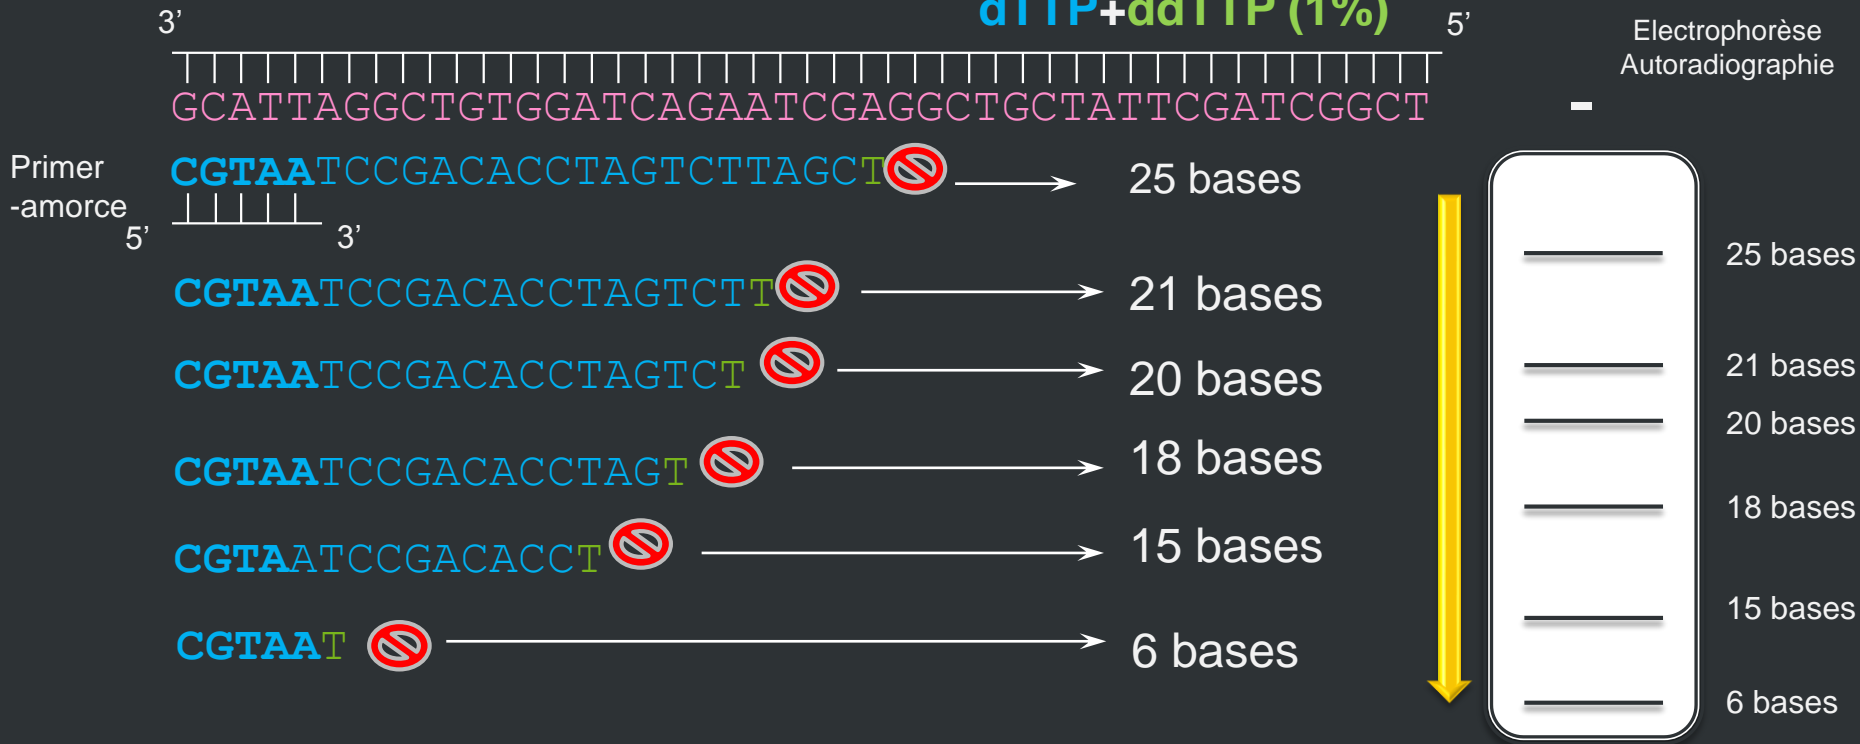 dTTP+ddTTP (1%)
3’
5’
Electrophorèse
Autoradiographie
GCATTAGGCTGTGGATCAGAATCGAGGCTGCTATTCGATCGGCT
-
Primer
-amorce
CGTAATCCGACACCTAGTCTTAGCT
25 bases
5’
3’
CGTAATCCGACACCTAGTCTT
21 bases
CGTAATCCGACACCTAGTCT
20 bases
CGTAATCCGACACCTAGT
18 bases
CGTAATCCGACACCT
15 bases
CGTAAT
6 bases
25 bases
21 bases
20 bases
18 bases
15 bases
6 bases